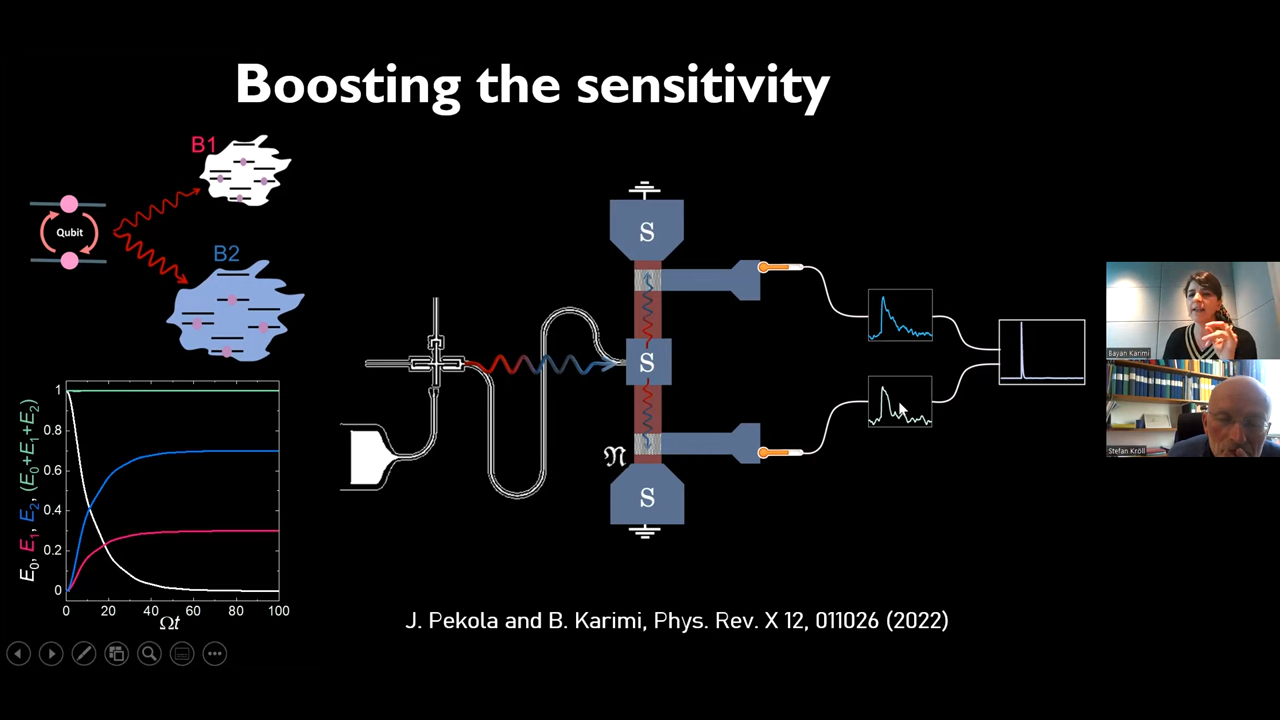 Boosting the sensitivity
B1
Qubit
B2
S
S
S
𝔑
E0, E1, E2, (E0+E1+E2)
1
0.8
0.6
0.4
0.2
0
0 20 40 60 80 100
Ωt
J. Pekola and B. Karimi, Phys. Rev. X 12, 011026 (2022)
Bayan Karimi
Stefan Kröll